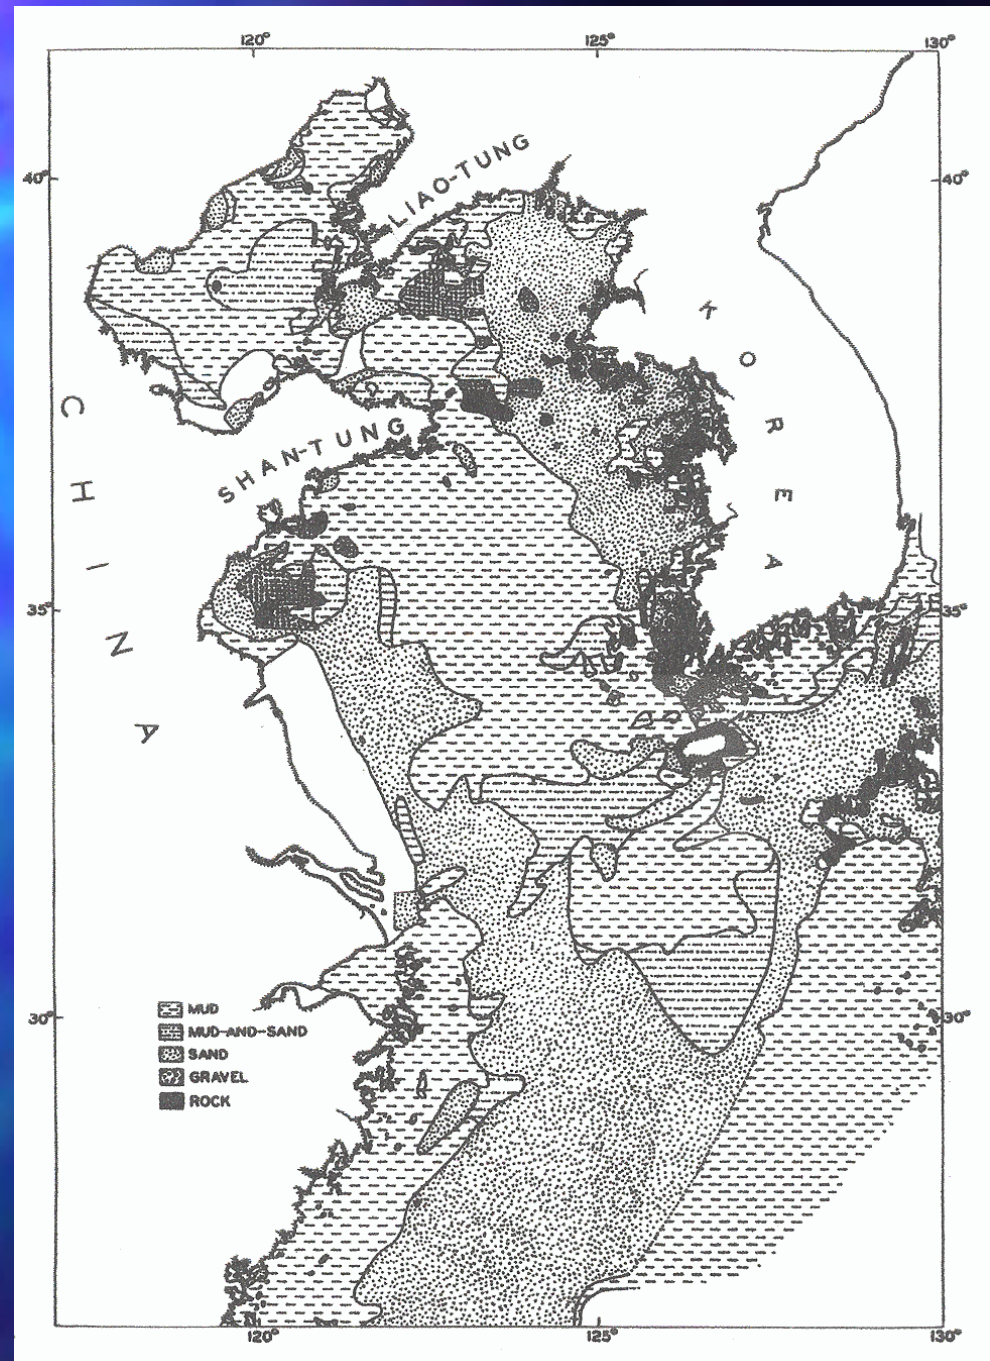 120°
125°
130°
40°
40°
LIAO-TUNG
KOREA
SHAN-TUNG
CHINA
35°
35°
30°
30°
MUD
MUD-AND-SAND
SAND
GRAVEL
ROCK
120°
125°
130°